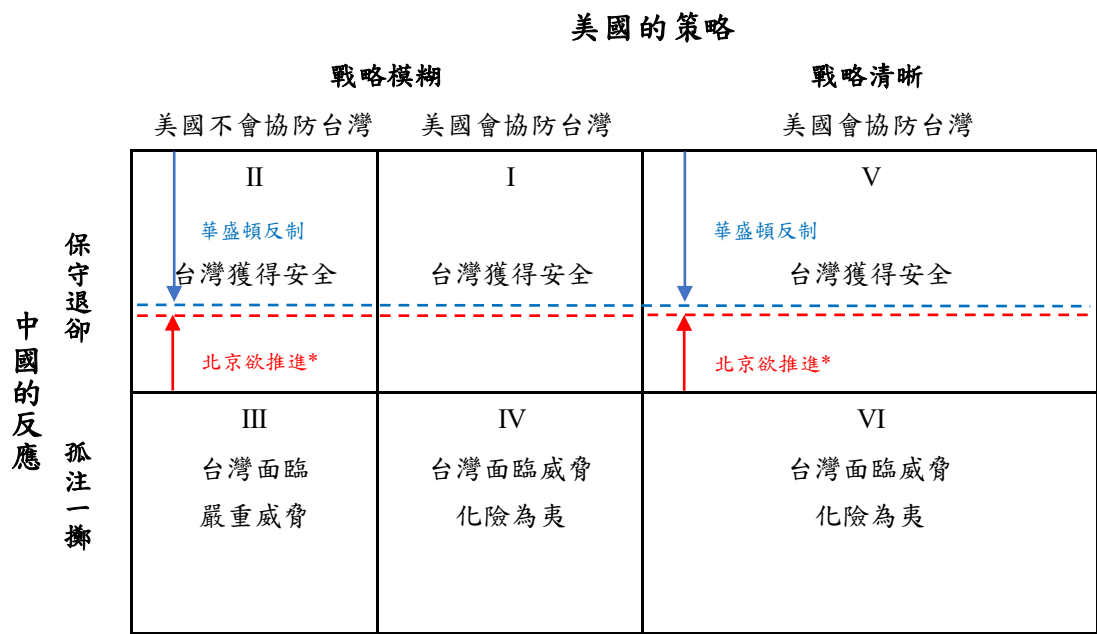 美國的策略
戰略模糊
戰略清晰
美國不會協防台灣
美國會協防台灣
美國會協防台灣
中國的反應
保守退卻
II
華盛頓反制
台灣獲得安全
北京欲推進*
I
台灣獲得安全
V
華盛頓反制
台灣獲得安全
北京欲推進*
孤注一擲
III
台灣面臨
嚴重威脅
IV
台灣面臨威脅
化險為夷
VI
台灣面臨威脅
化險為夷